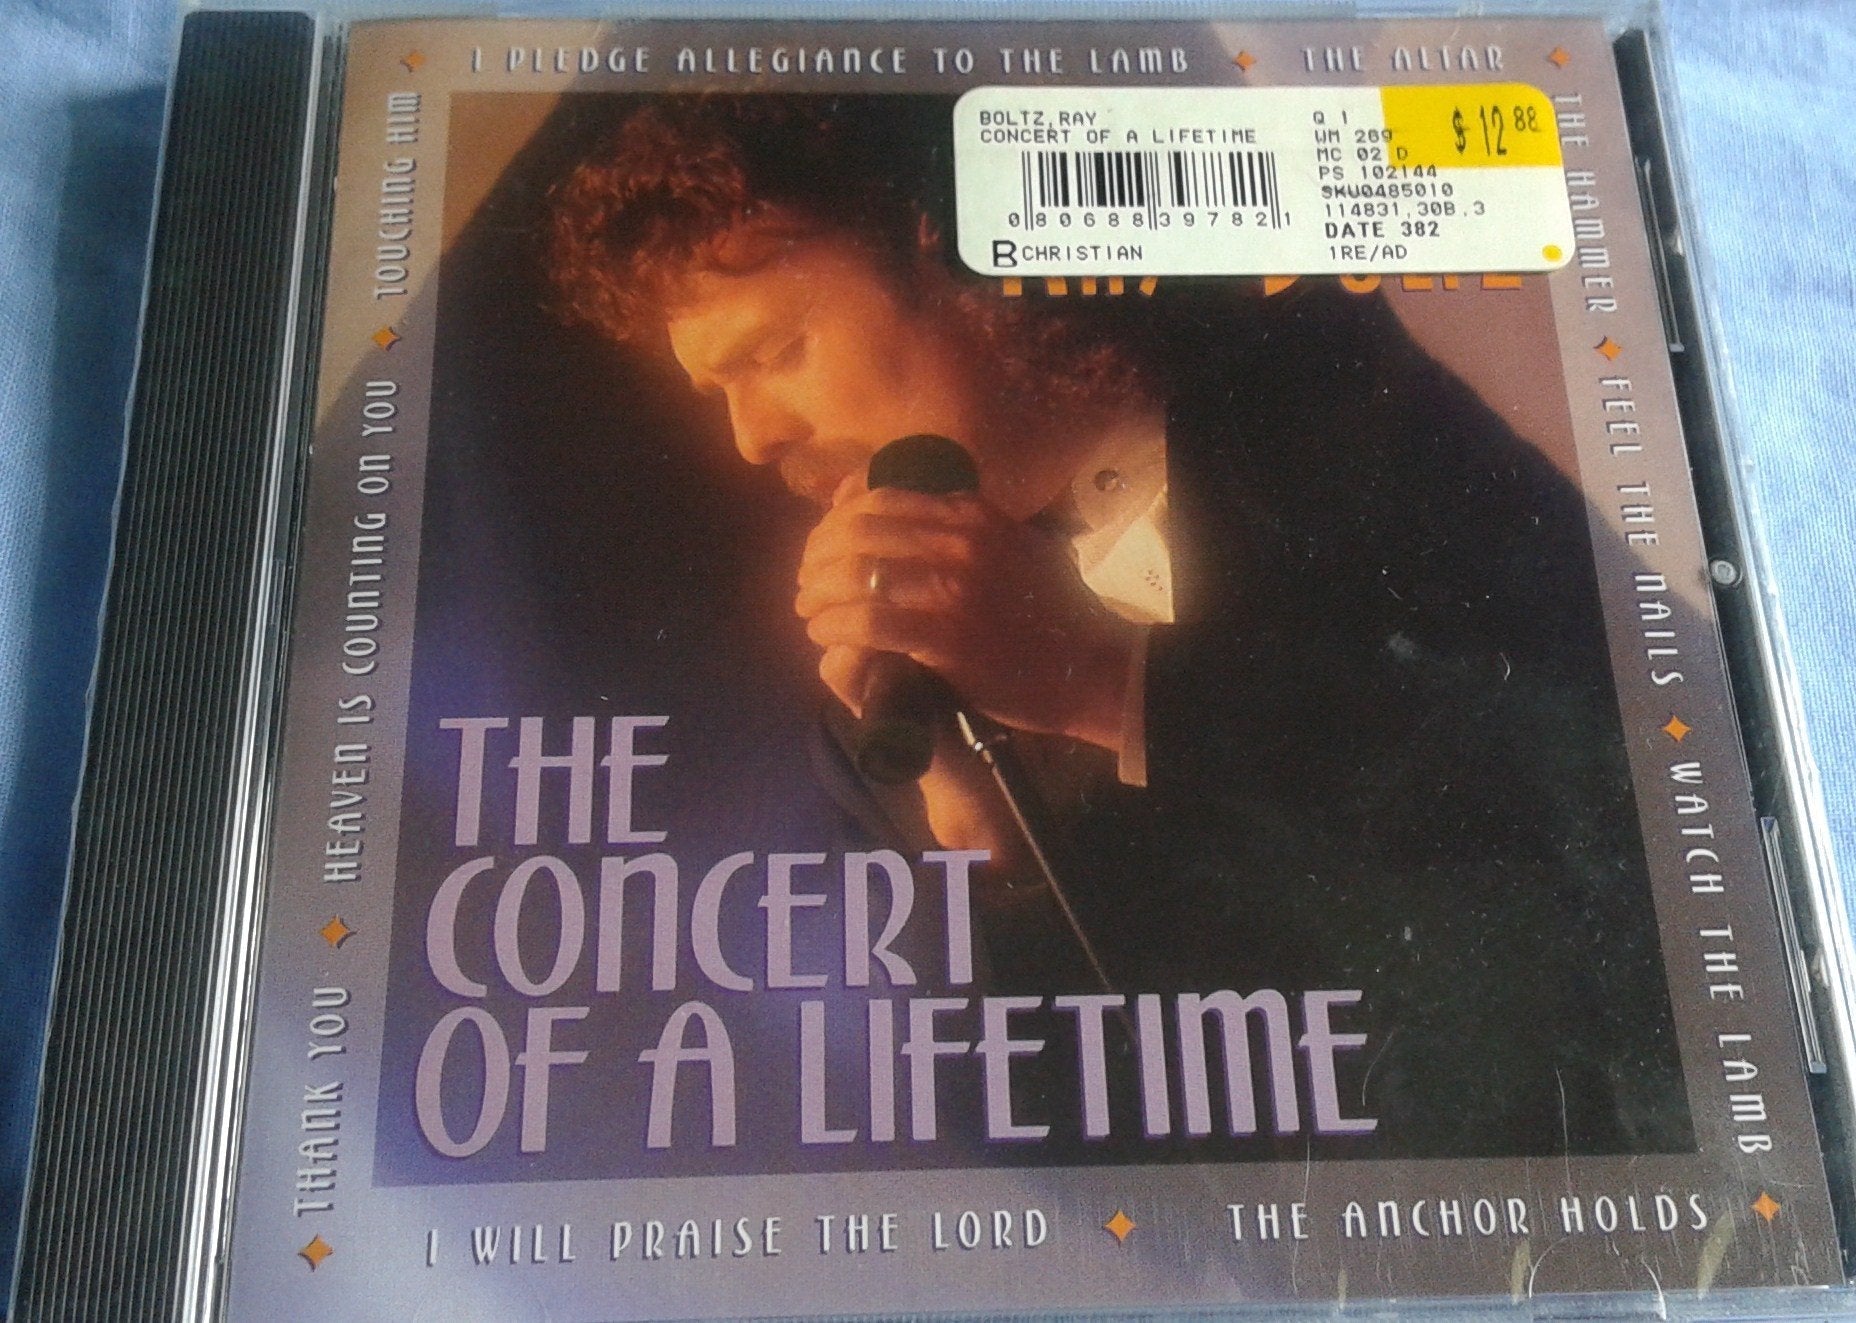 I PLEDGE ALLEGIANCE TO THE LAMB
THE ALTAR
THE HAMMER
FEEL THE NAILS
WATCH THE LAMB
THE ANCHOR HOLDS
I WILL PRAISE THE LORD
THANK YOU
HEAVEN IS COUNTING ON YOU
TOUCHING HIM
BOLTZ,RAY
CONCERT OF A LIFETIME
0 80688 39782 1
B CHRISTIAN
Q 1
WM 269
MC 02 D
PS 102144
SKU0485010
114831,30B,3
DATE 382
1RE/AD
$12 88
THE
CONCERT
OF A LIFETIME